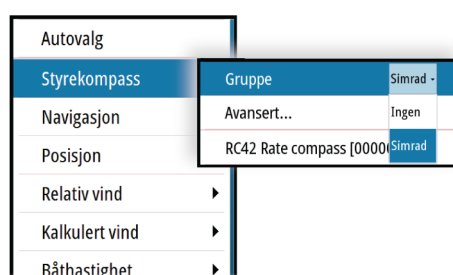 Autovalg
Styrekompass
Navigasjon
Posisjon
Relativ vind
Kalkulert vind
Båthastighet
Gruppe
Simrad
Avansert...
Ingen
RC42 Rate compass [0000
Simrad